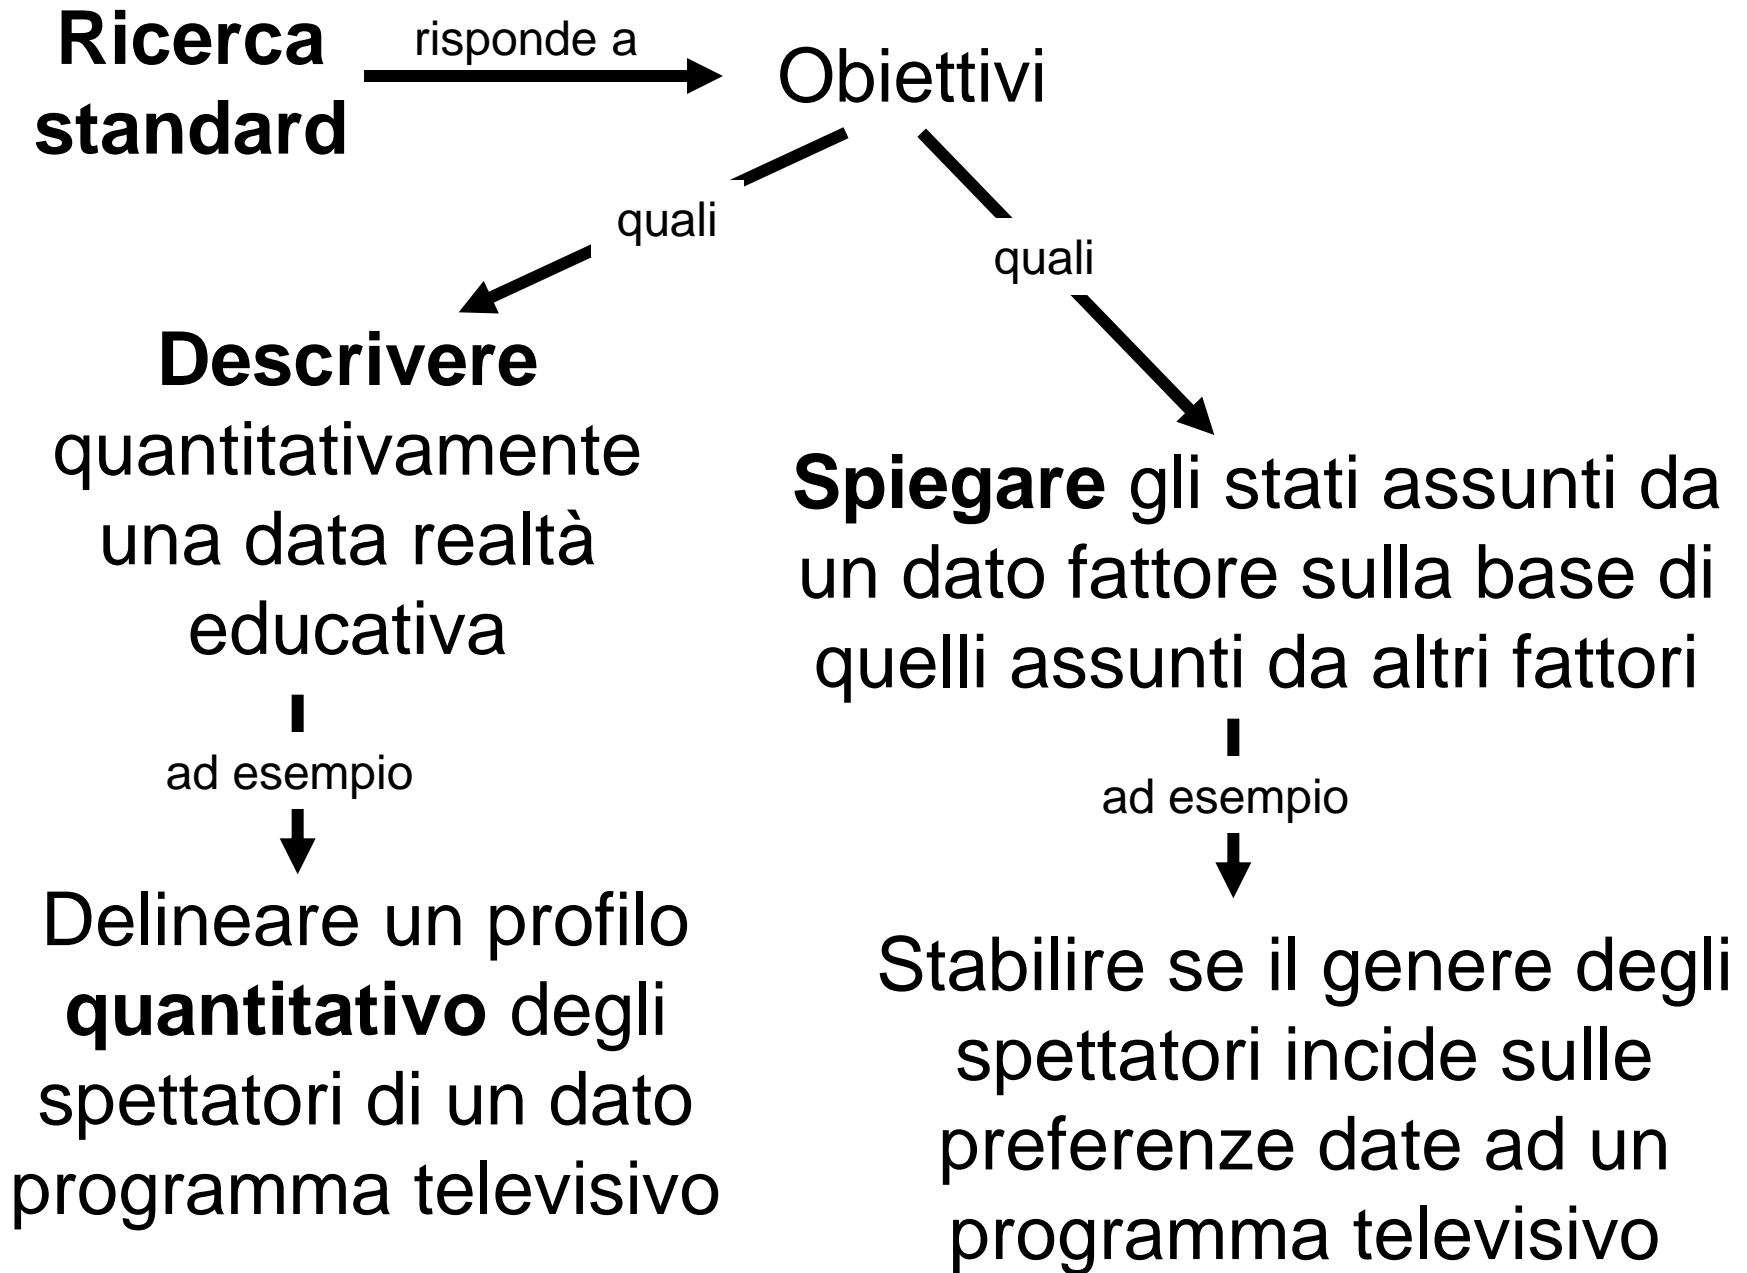 Ricerca
standard
risponde a
Obiettivi
quali
quali
Descrivere
quantitativamente
una data realtà
educativa
Spiegare gli stati assunti da
un dato fattore sulla base di
quelli assunti da altri fattori
ad esempio
ad esempio
Delineare un profilo
quantitativo degli
spettatori di un dato
programma televisivo
Stabilire se il genere degli
spettatori incide sulle
preferenze date ad un
programma televisivo